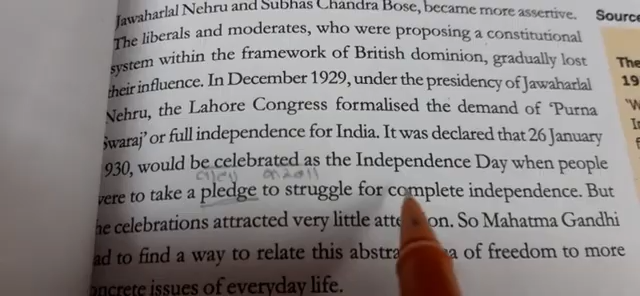 Jawaharlal Nehru and Subhas Chandra Bose, became more assertive.
The liberals and moderates, who were proposing a constitutional
system within the framework of British dominion, gradually lost
their influence. In December 1929, under the presidency of Jawaharlal
Nehru, the Lahore Congress formalised the demand of 'Purna
Swaraj' or full independence for India. It was declared that 26 January
930, would be celebrated as the Independence Day when people
were to take a pledge to struggle for complete independence. But
he celebrations attracted very little on. So Mahatma Gandhi
ad to find a way to relate this of freedom to more
oncrete issues of everyday life.
Source
The
19